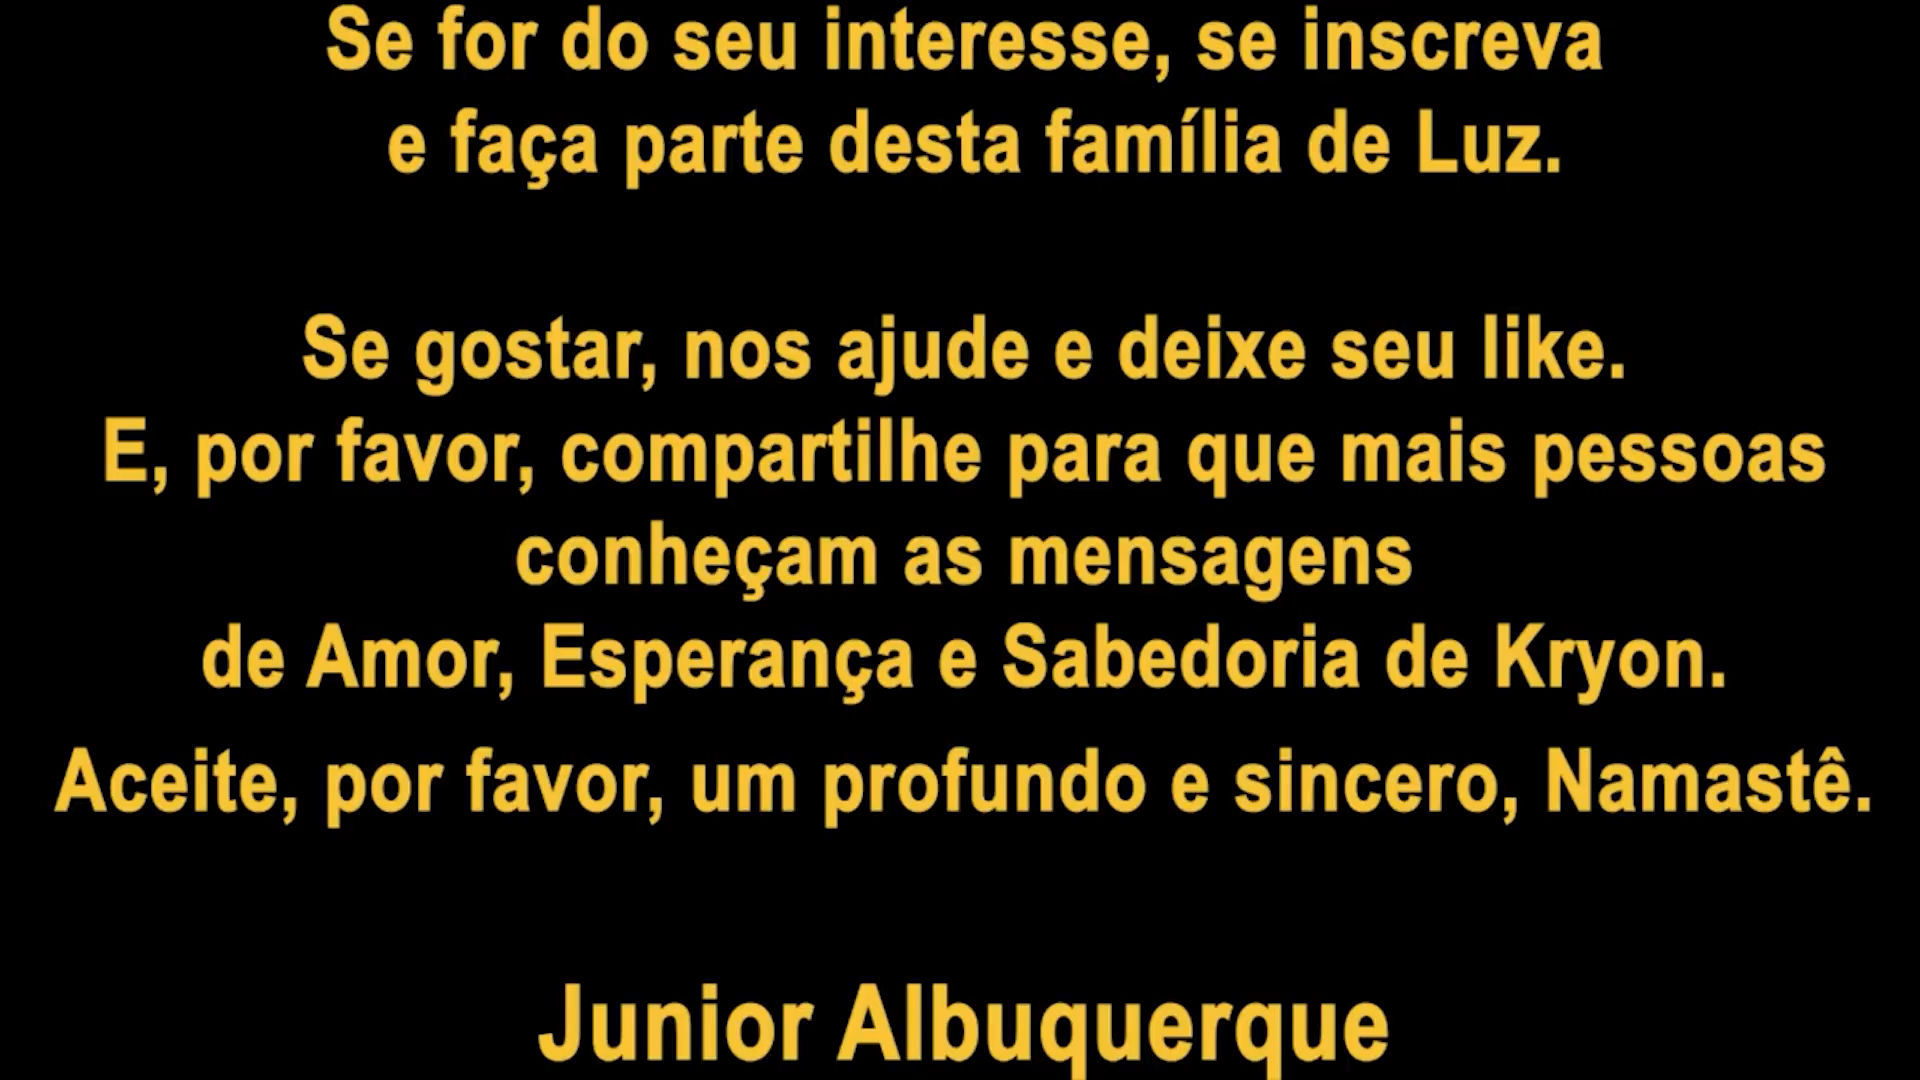 Se for do seu interesse, se inscreva
e faça parte desta família de Luz.
Se gostar, nos ajude e deixe seu like.
E, por favor, compartilhe para que mais pessoas
conheçam as mensagens
de Amor, Esperança e Sabedoria de Kryon.
Aceite, por favor, um profundo e sincero, Namastê.
Junior Albuquerque